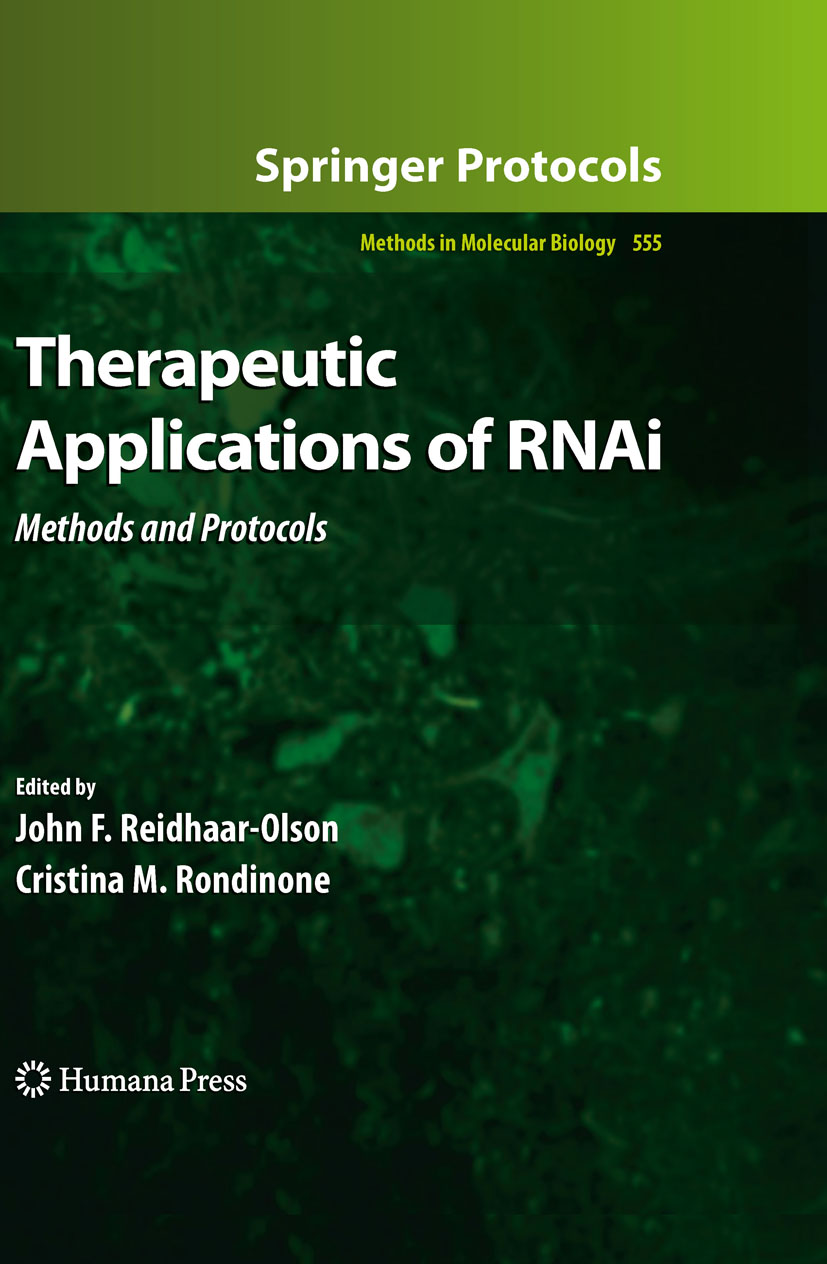 Springer Protocols
Methods in Molecular Biology 555
Therapeutic
Applications of RNAi
Methods and Protocols
Edited by
John F. Reidhaar-Olson
Cristina M. Rondinone
Humana Press